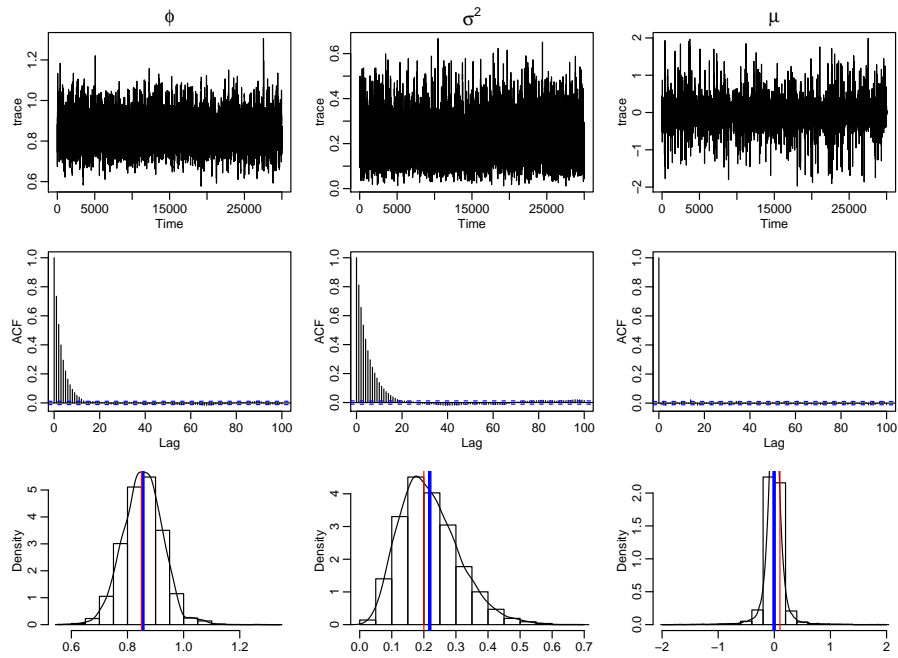 ϕ σ² μ
trace 0.6 0.8 1.0 1.2
0 5000 15000 25000
Time
trace 0.0 0.2 0.4 0.6
0 5000 15000 25000
Time
trace −2 −1 0 1 2
0 5000 15000 25000
Time
ACF 0.0 0.2 0.4 0.6 0.8 1.0
0 20 40 60 80 100
Lag
ACF 0.0 0.2 0.4 0.6 0.8 1.0
0 20 40 60 80 100
Lag
ACF 0.0 0.2 0.4 0.6 0.8 1.0
0 20 40 60 80 100
Lag
Density 0 1 2 3 4 5
0.6 0.8 1.0 1.2
Density 0 1 2 3 4
0.0 0.1 0.2 0.3 0.4 0.5 0.6 0.7
Density 0.0 0.5 1.0 1.5 2.0
−2 −1 0 1 2